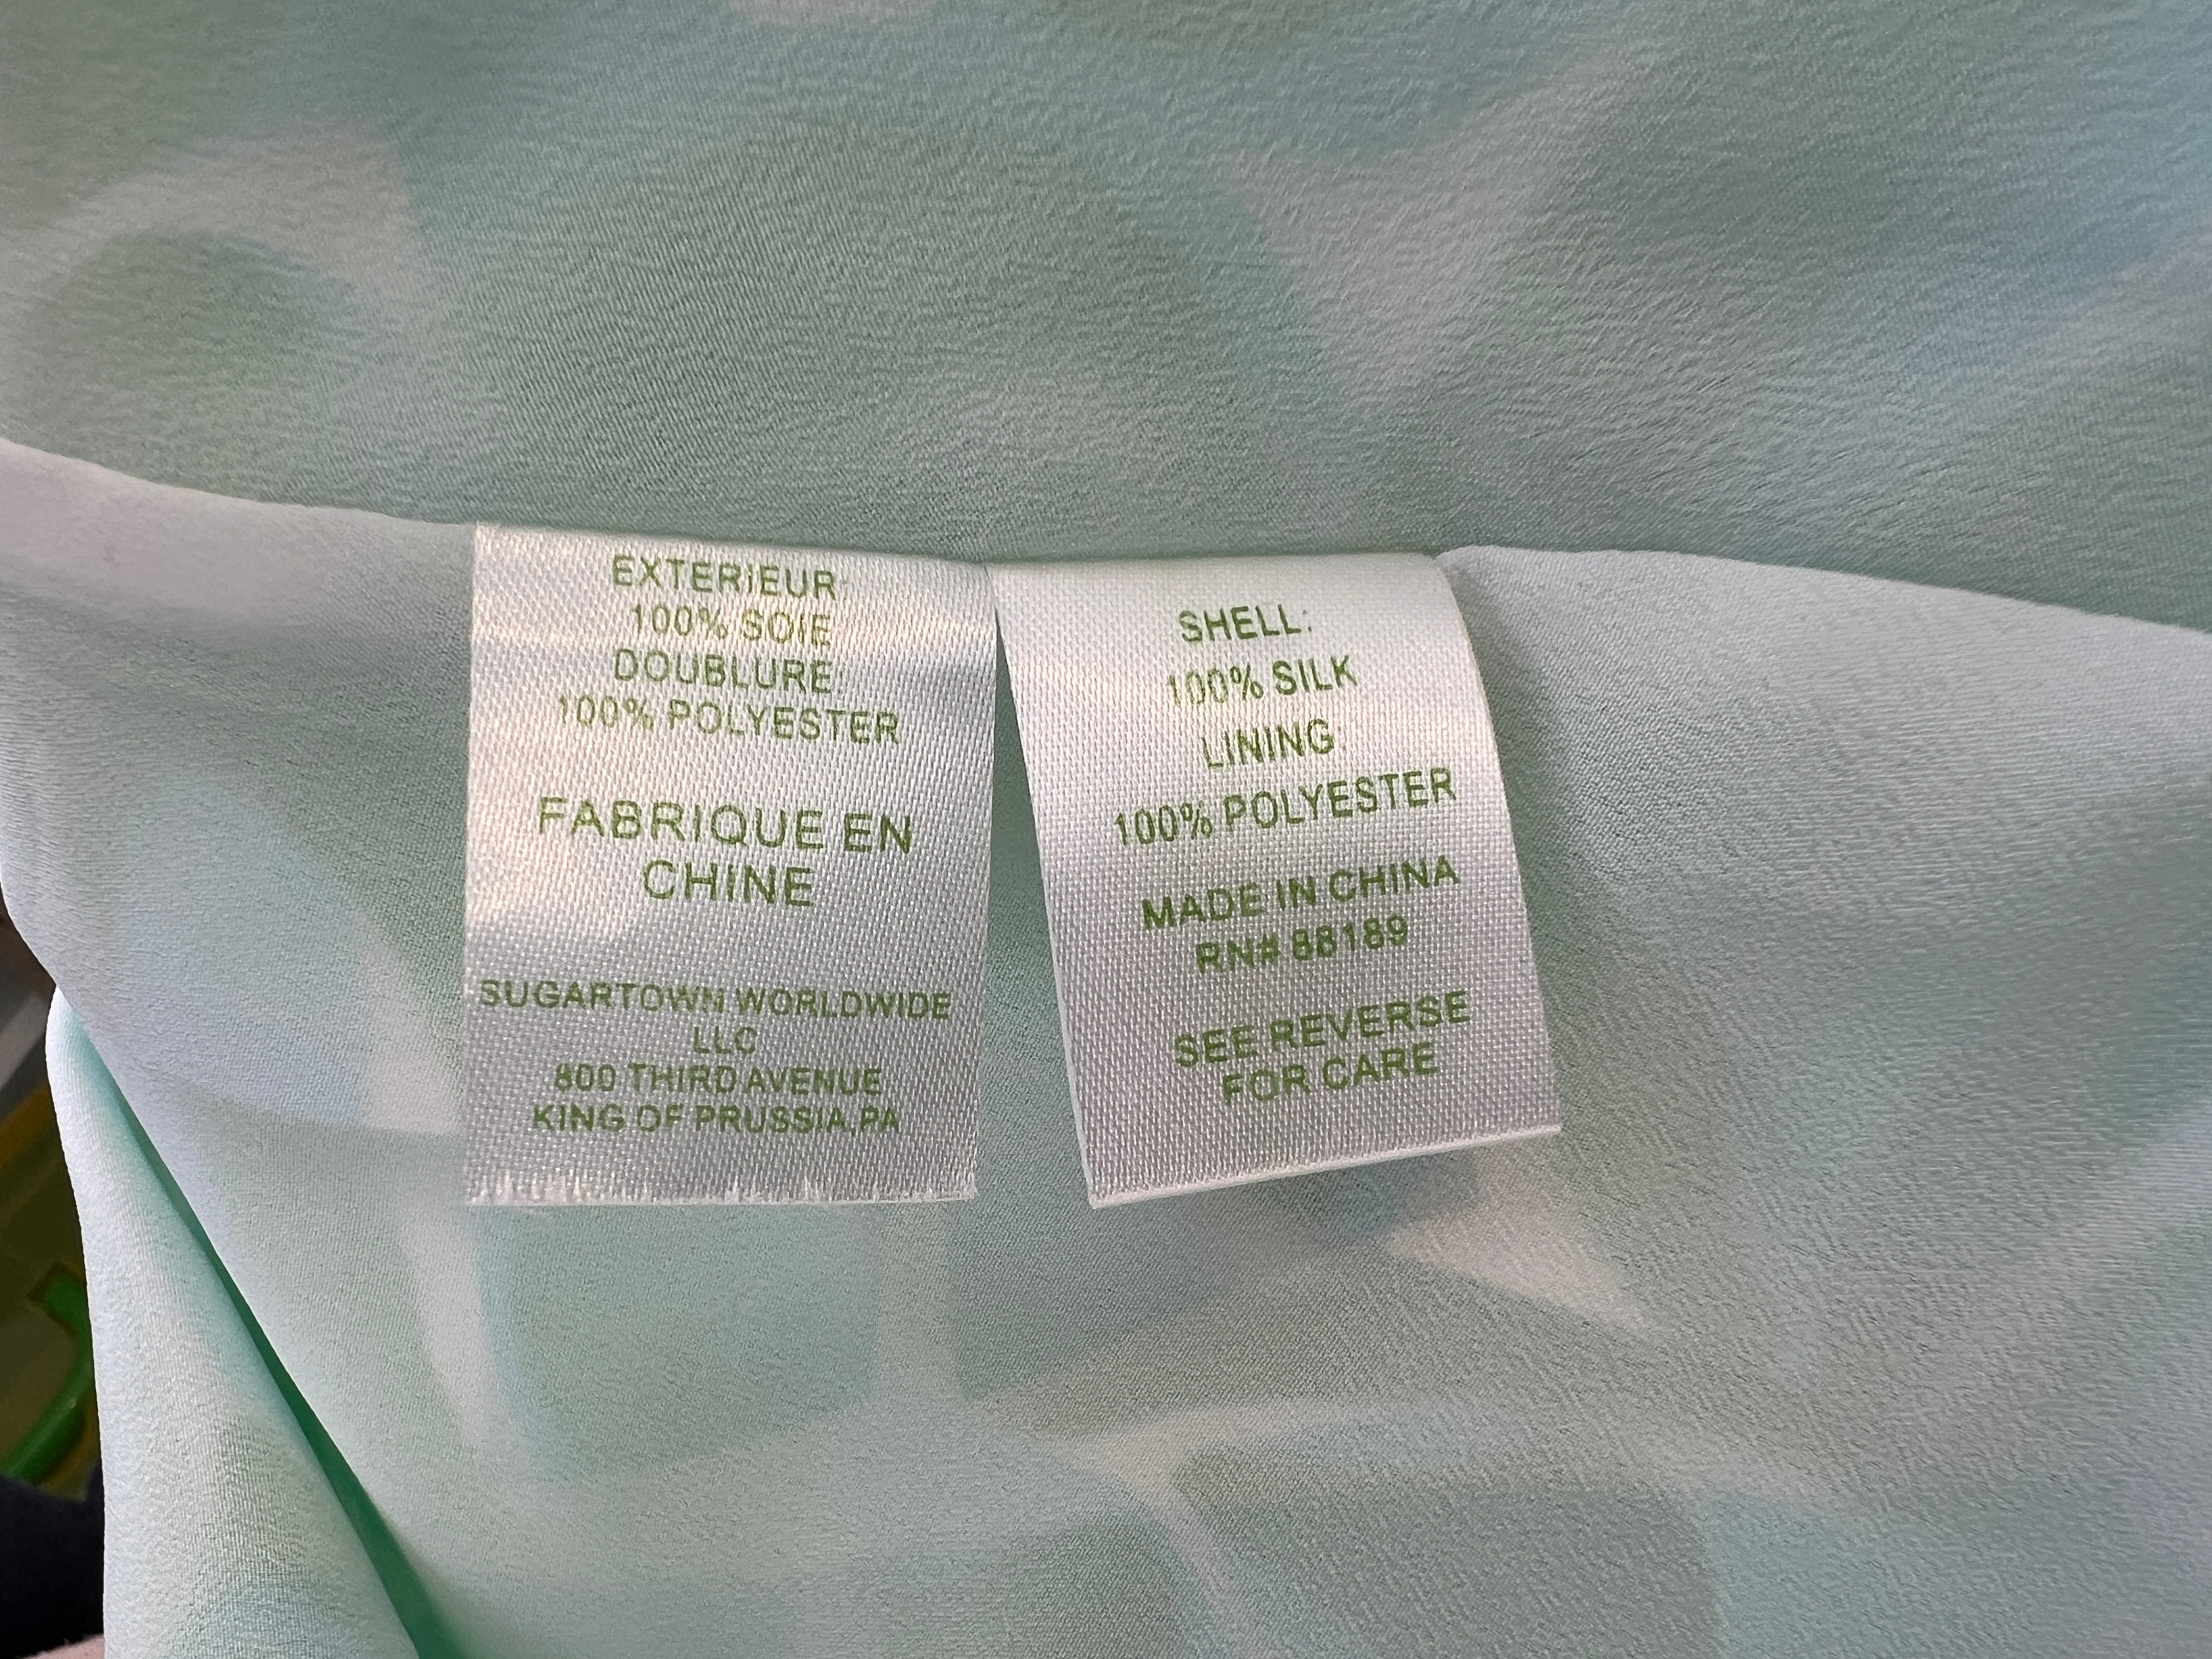 EXTERIEUR
100% SOIE
DOUBLURE
100% POLYESTER
FABRIQUE EN
CHINE
SUGARTOWN WORLDWIDE
LLC
800 THIRD AVENUE
KING OF PRUSSIA, PA
SHELL:
100% SILK
LINING:
100% POLYESTER
MADE IN CHINA
RN# 88189
SEE REVERSE
FOR CARE